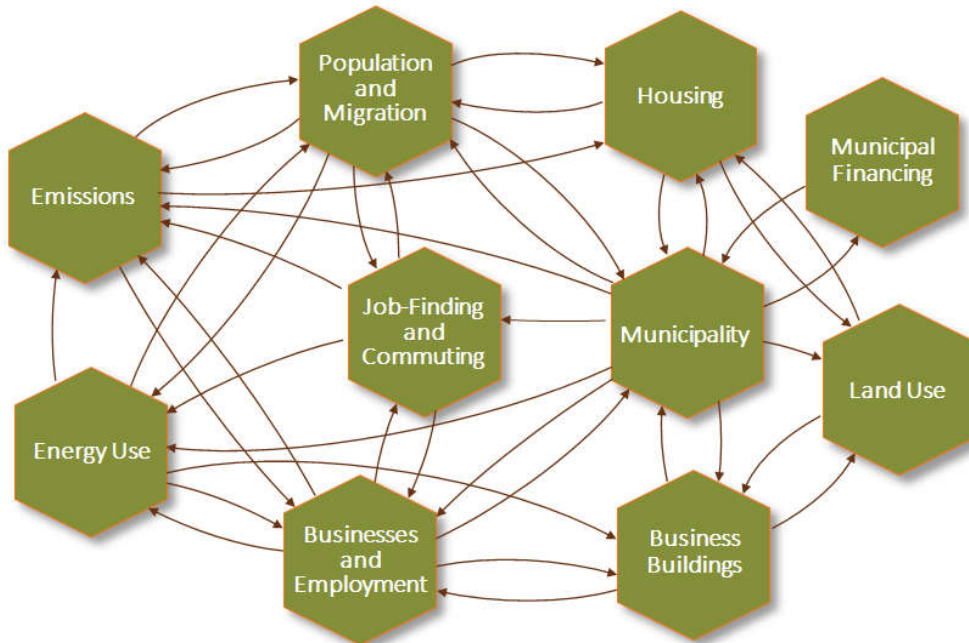 Population
and
Migration
Housing
Municipal
Financing
Emissions
Job-Finding
and
Commuting
Municipality
Land Use
Energy Use
Businesses
and
Employment
Business
Buildings